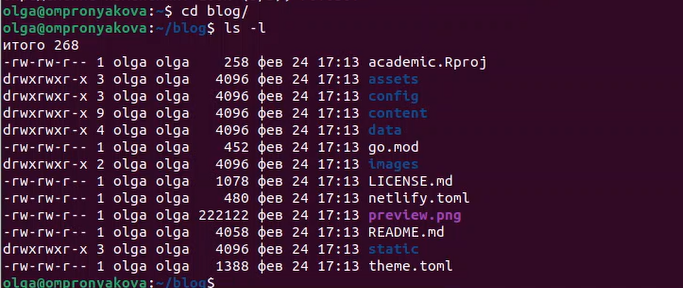 olga@ompronyakova:~$ cd blog/
olga@ompronyakova:~/blog$ ls -l
итого 268
-rw-rw-r-- 1 olga olga    258 фев 24 17:13 academic.Rproj
drwxrwxr-x 3 olga olga   4096 фев 24 17:13 assets
drwxrwxr-x 3 olga olga   4096 фев 24 17:13 config
drwxrwxr-x 9 olga olga   4096 фев 24 17:13 content
drwxrwxr-x 4 olga olga   4096 фев 24 17:13 data
-rw-rw-r-- 1 olga olga    452 фев 24 17:13 go.mod
drwxrwxr-x 2 olga olga   4096 фев 24 17:13 images
-rw-rw-r-- 1 olga olga   1078 фев 24 17:13 LICENSE.md
-rw-rw-r-- 1 olga olga    480 фев 24 17:13 netlify.toml
-rw-rw-r-- 1 olga olga 222122 фев 24 17:13 preview.png
-rw-rw-r-- 1 olga olga   4058 фев 24 17:13 README.md
drwxrwxr-x 3 olga olga   4096 фев 24 17:13 static
-rw-rw-r-- 1 olga olga   1388 фев 24 17:13 theme.toml
olga@ompronyakova:~/blog$